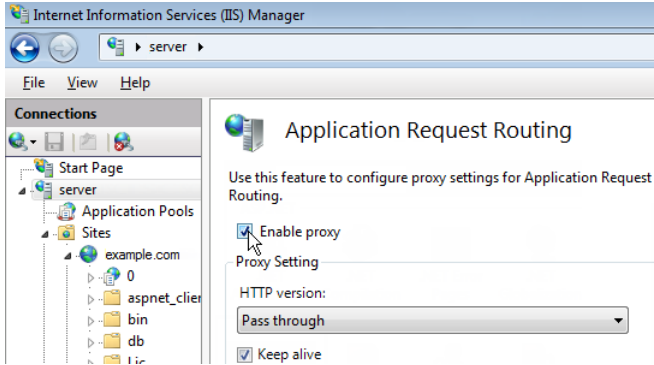 Internet Information Services (IIS) Manager
server
File View Help
Connections
Start Page
server
Application Pools
Sites
example.com
0
aspnet_clier
bin
db
Lic
Application Request Routing
Use this feature to configure proxy settings for Application Request
Routing.
Enable proxy
Proxy Setting
HTTP version:
Pass through
Keep alive